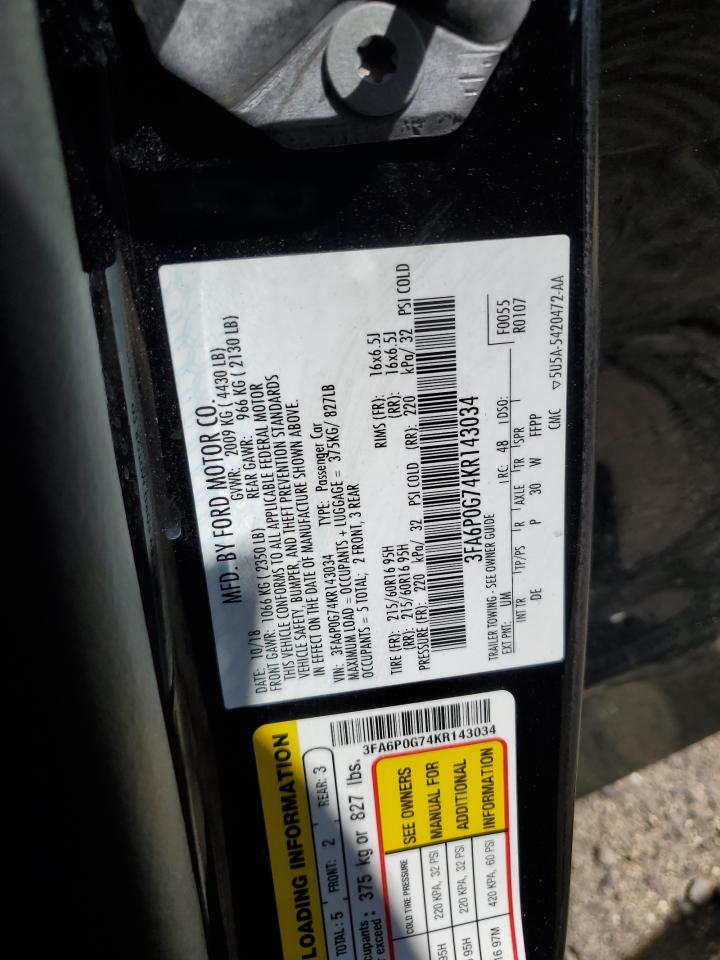 MFD. BY FORD MOTOR CO.
DATE: 10/18 GVWR: 2009 KG ( 4430 LB)
FRONT GAWR: 1066 KG ( 2350 LB) REAR GAWR: 966 KG ( 2130 LB)
THIS VEHICLE CONFORMS TO ALL APPLICABLE FEDERAL MOTOR
VEHICLE SAFETY, BUMPER, AND THEFT PREVENTION STANDARDS
IN EFFECT ON THE DATE OF MANUFACTURE SHOWN ABOVE.
VIN: 3FA6P0G74KR143034 TYPE: Passenger Car
MAXIMUM LOAD = OCCUPANTS + LUGGAGE = 375KG/ 827LB
OCCUPANTS = 5 TOTAL; 2 FRONT, 3 REAR
TIRE (FR): 215/60R16 95H RIMS (FR): 16x6.5J
(RR): 215/60R16 95H (RR): 16x6.5J
PRESSURE (FR): 220 kPa/ 32 PSI COLD (RR): 220 kPa/ 32 PSI COLD
3FA6P0G74KR143034
TRAILER TOWING - SEE OWNER GUIDE
EXT PNT: UM RC: 48 DSO: F0055
R0107
INT TR TP/PS R AXLE TR SPR
DE P 30 W FFPP
CMC ▽5U5A-5420472-AA
LOADING INFORMATION
TOTAL: 5 FRONT: 2 REAR: 3
cupants : 375 kg or 827 lbs.
r exceed :
3FA6P0G74KR143034
COLD TIRE PRESSURE
95H 220 KPA, 32 PSI
95H 220 KPA, 32 PSI
16 97M 420 KPA, 60 PSI
SEE OWNERS
MANUAL FOR
ADDITIONAL
INFORMATION